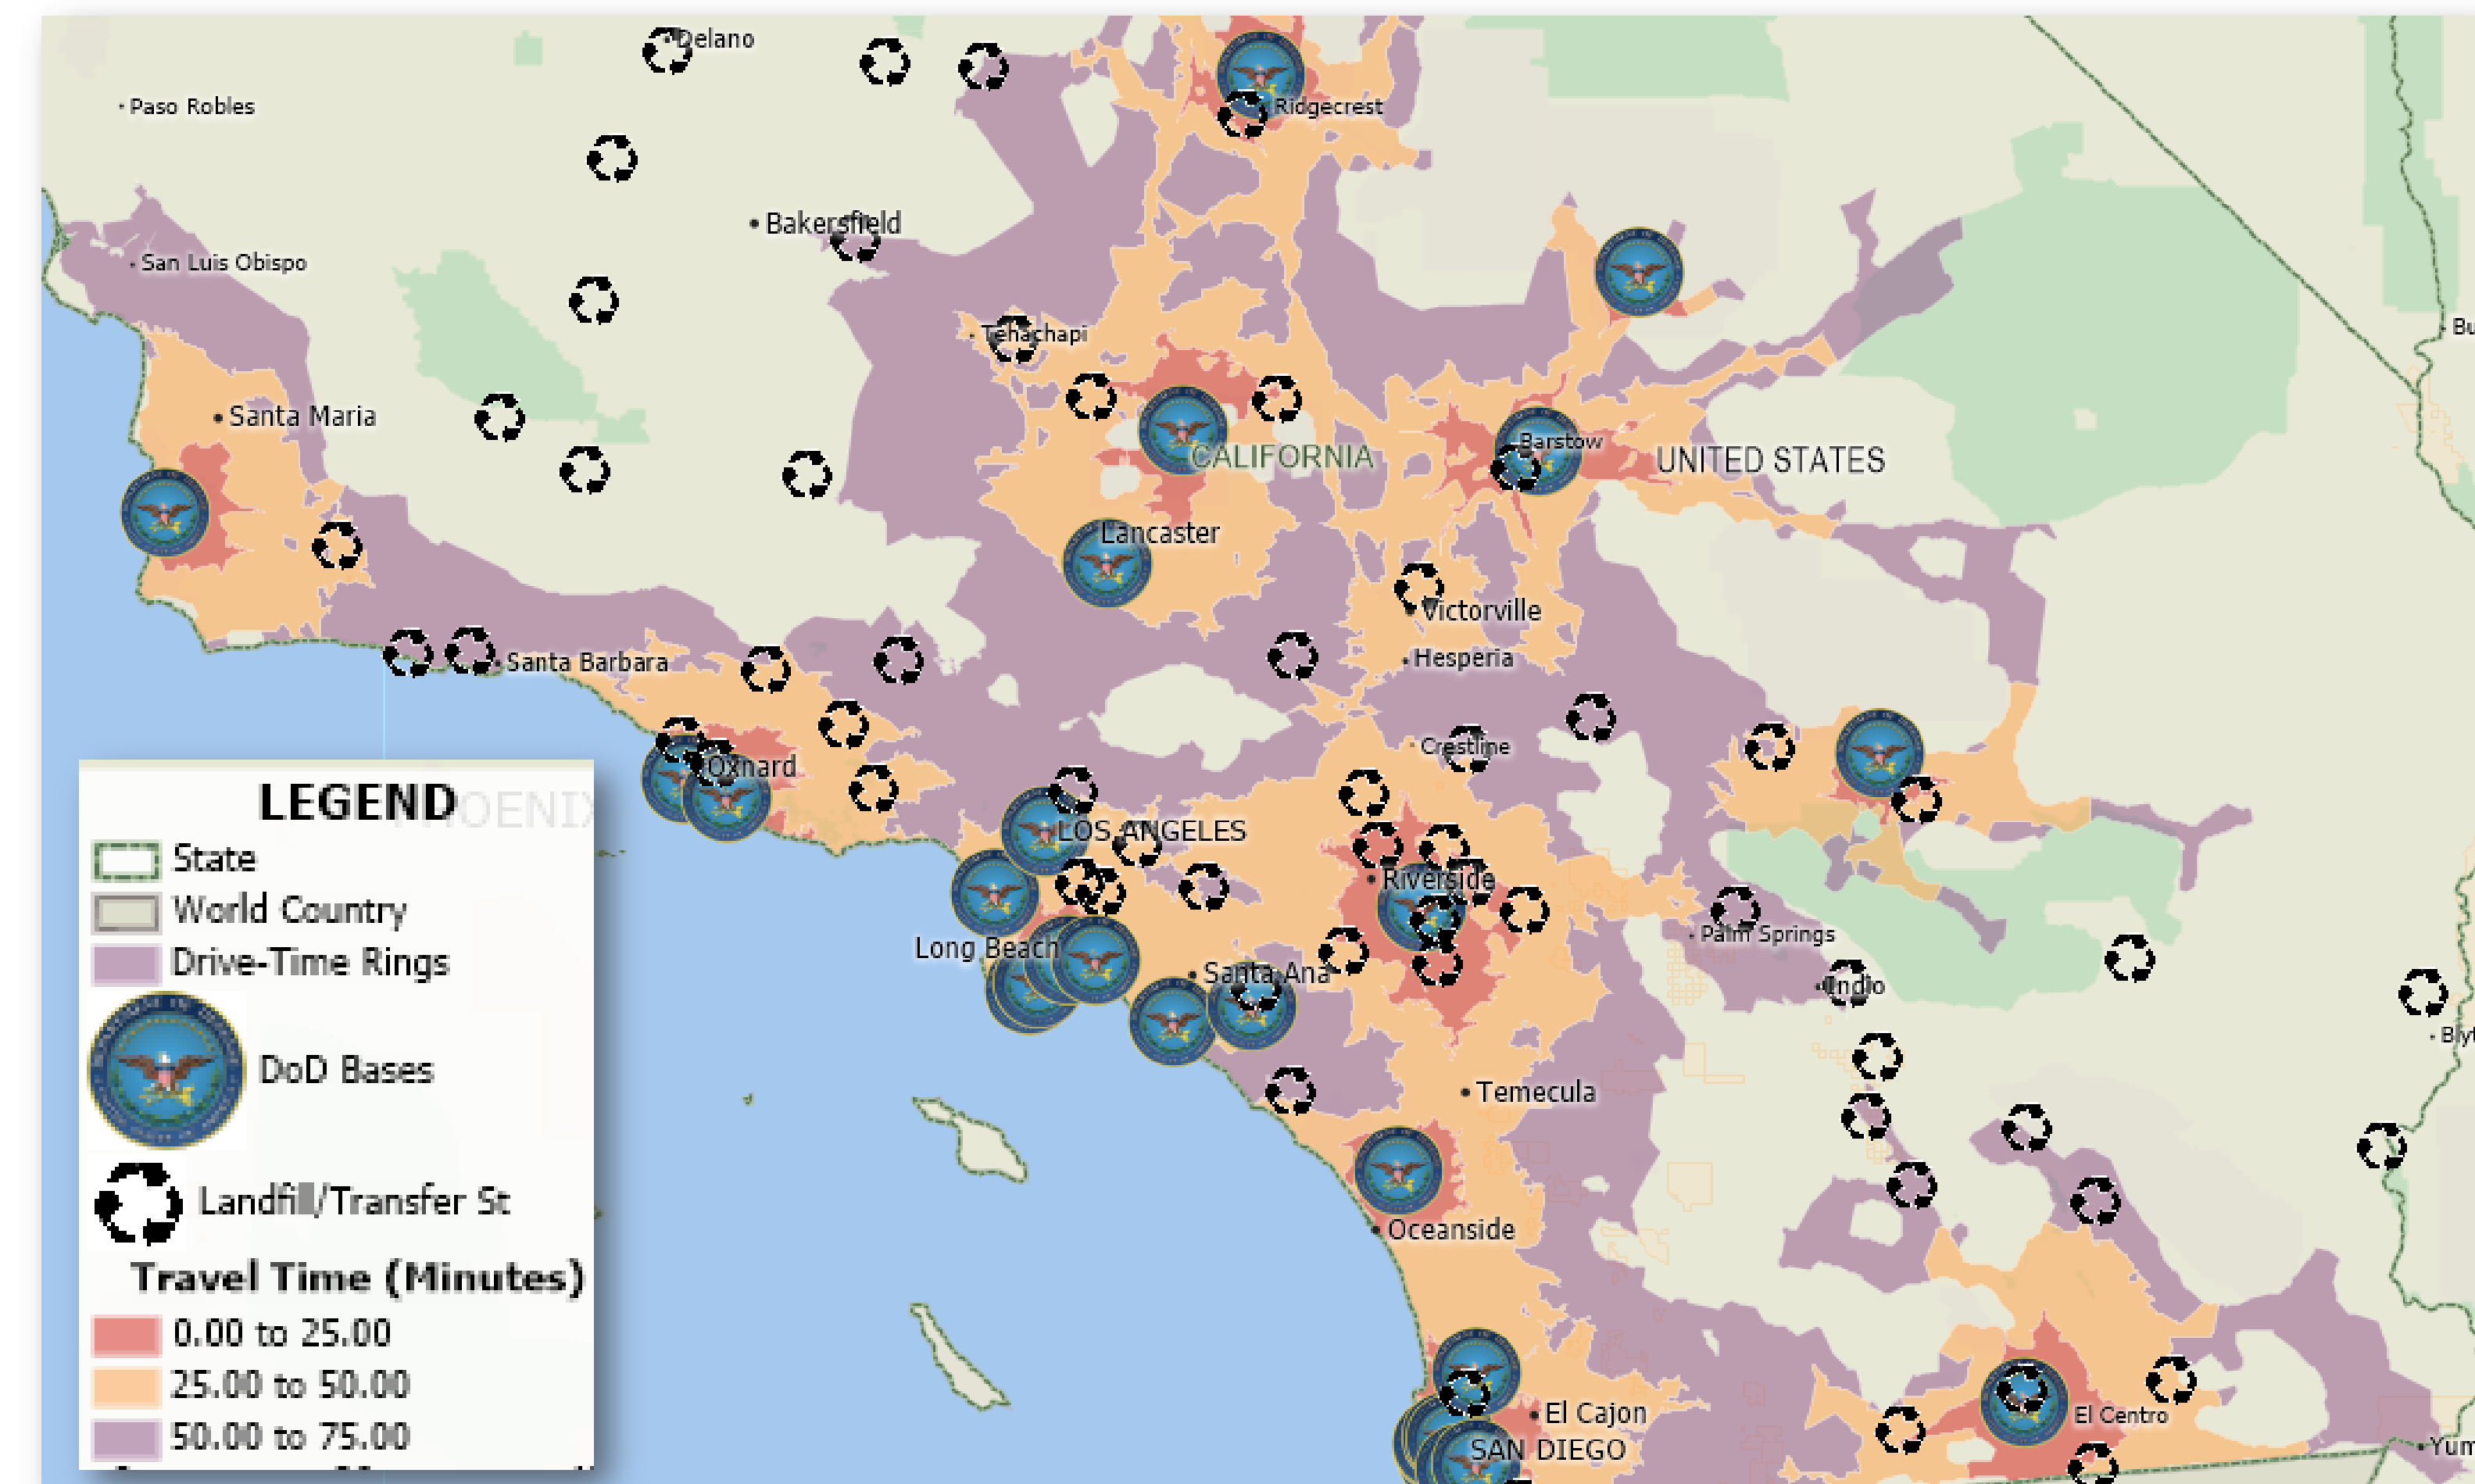 Delano
Paso Robles
Ridgecrest
Bakersfield
San Luis Obispo
Tehachapi
Santa Maria
Barstow
CALIFORNIA
UNITED STATES
Lancaster
Victorville
Santa Barbara
Hesperia
Crestline
Oxnard
LOS ANGELES
Riverside
Palm Springs
Long Beach
Santa Ana
Indio
Temecula
Oceanside
El Cajon
El Centro
SAN DIEGO
Yum
LEGEND
State
World Country
Drive-Time Rings
DoD Bases
Landfill/Transfer St
Travel Time (Minutes)
0.00 to 25.00
25.00 to 50.00
50.00 to 75.00